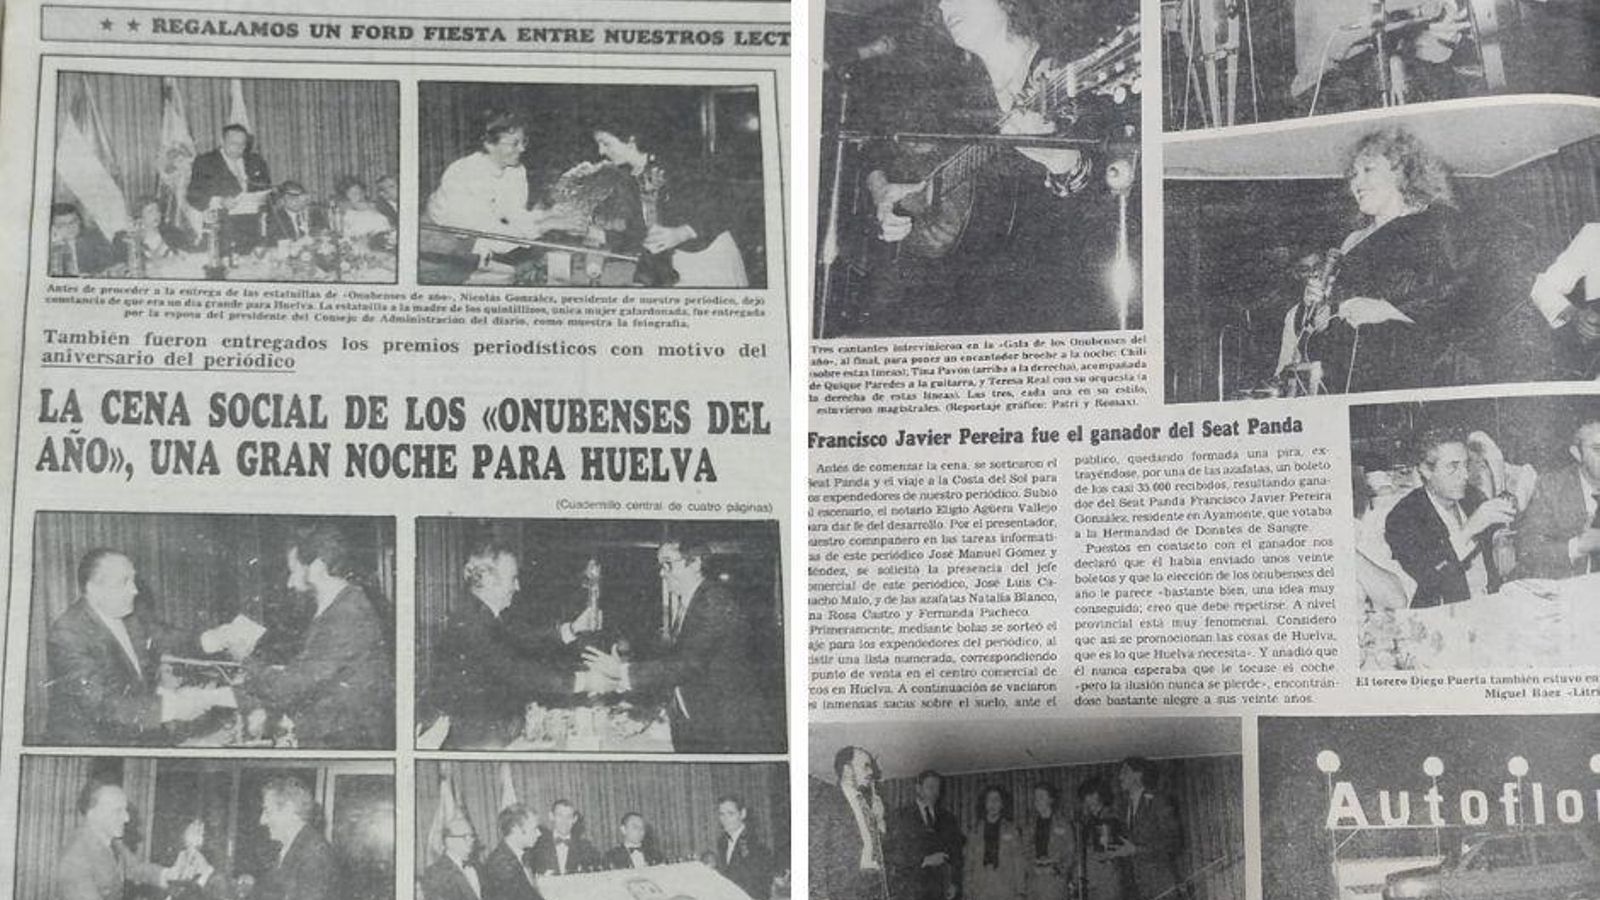 ★ ★ REGALAMOS UN FORD FIESTA ENTRE NUESTROS LECT
Antes de proceder a la entrega de las estatuillas de «Onubenses de año», Nicolás González, presidente de nuestro periódico, dejó
constancia de que era un día grande para Huelva. La estatuilla a la madre de los quintillizos, única mujer galardonada, fue entregada
por la esposa del presidente del Consejo de Administración del diario, como muestra la fotografía.
También fueron entregados los premios periodísticos con motivo del
aniversario del periódico
LA CENA SOCIAL DE LOS «ONUBENSES DEL
AÑO», UNA GRAN NOCHE PARA HUELVA
(Cuadernillo central de cuatro páginas)
Tres cantantes intervinieron en la «Gala de los Onubenses del
año», al final, para poner un encantador broche a la noche: Chili
(sobre estas líneas); Tina Pavón (arriba a la derecha), acompañada
de Quique Paredes a la guitarra, y Teresa Real con su orquesta (a
la derecha de estas líneas). Las tres, cada una en su estilo,
estuvieron magistrales. (Reportaje gráfico: Patri y Romax).
Francisco Javier Pereira fue el ganador del Seat Panda
Antes de comenzar la cena, se sortearon el
Seat Panda y el viaje a la Costa del Sol para
os expendedores de nuestro periódico. Subió
l escenario, el notario Eligio Agüera Vallejo
ara dar fe del desarrollo. Por el presentador,
uestro compañero en las tareas informati-
as de este periódico José Manuel Gómez y
éndez, se solicitó la presencia del jefe
omercial de este periódico, José Luis Ca-
acho Malo, y de las azafatas Natalia Blanco,
na Rosa Castro y Fernanda Pacheco.
Primeramente, mediante bolas se sorteó el
aje para los expendedores del periódico, al
istir una lista numerada, correspondiendo
punto de venta en el centro comercial de
cos en Huelva. A continuación se vaciaron
s inmensas sacas sobre el suelo, ante el
público, quedando formada una pira, ex-
trayéndose, por una de las azafatas, un boleto
de los casi 35.000 recibidos, resultando gana-
dor del Seat Panda Francisco Javier Pereira
González, residente en Ayamonte, que votaba
a la Hermandad de Donates de Sangre.
Puestos en contacto con el ganador nos
declaró que él había enviado unos veinte
boletos y que la elección de los onubenses del
año le parece «bastante bien, una idea muy
conseguida; creo que debe repetirse. A nivel
provincial está muy fenomenal. Considero
que así se promocionan las cosas de Huelva,
que es lo que Huelva necesita». Y añadió que
él nunca esperaba que le tocase el coche,
«pero la ilusión nunca se pierde», encontrán-
dose bastante alegre a sus veinte años.
El torero Diego Puerta también estuvo en
Miguel Báez «Litri
Autoflo